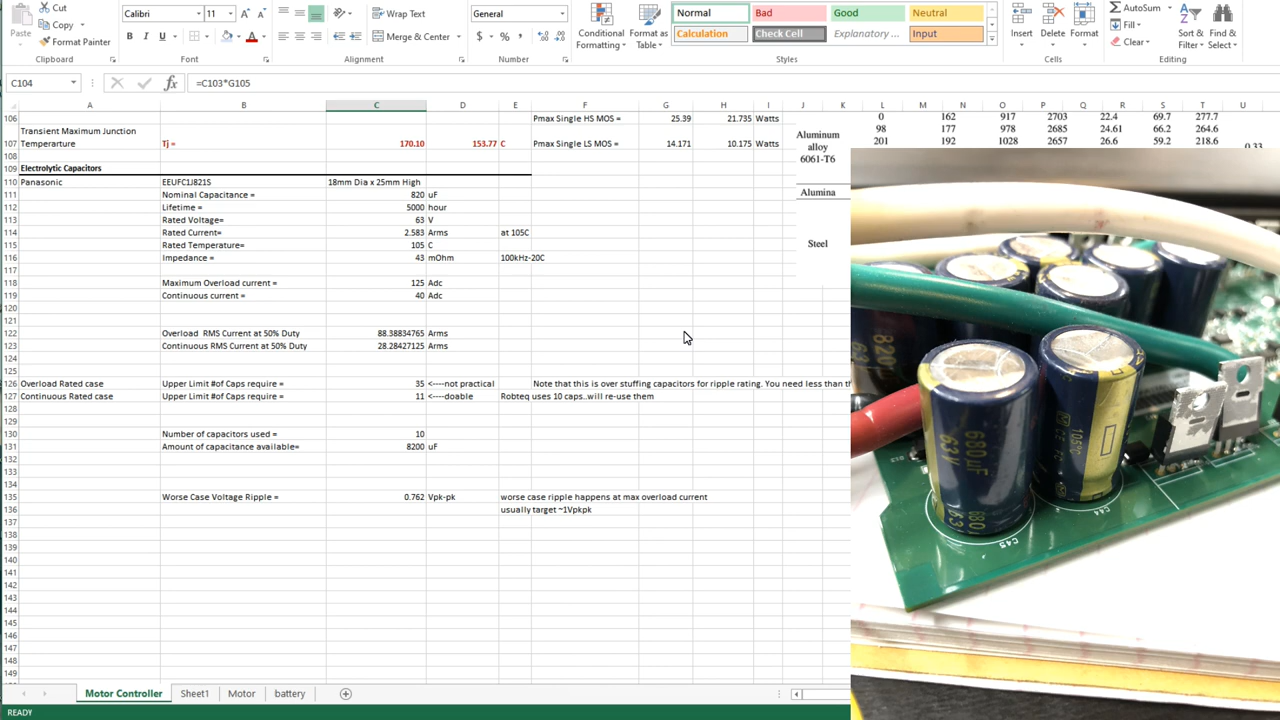 Cut
Copy
Format Painter
Paste
Clipboard
Calibri 11 A A
B I U A
Font
Wrap Text
Merge & Center
Alignment
General
$ % ,
Number
Conditional Formatting
Format as Table
Normal Bad Good Neutral
Calculation Check Cell Explanatory ... Input
Styles
Insert Delete Format
Cells
AutoSum
Fill
Clear
Sort & Filter
Find & Select
Editing
C104 fx =C103*G105
A B C D E F G H I J K L M N O P Q R S T U
106 Pmax Single HS MOS = 25.39 21.735 Watts
Transient Maximum Junction
107 Temperarture Tj = 170.10 153.77 C Pmax Single LS MOS = 14.171 10.175 Watts
108
109 Electrolytic Capacitors
110 Panasonic EEUFC1J821S 18mm Dia x 25mm High
111 Nominal Capacitance = 820 uF
112 Lifetime = 5000 hour
113 Rated Voltage= 63 V
114 Rated Current= 2.583 Arms at 105C
115 Rated Temperature= 105 C
116 Impedance = 43 mOhm 100kHz-20C
117
118 Maximum Overload current = 125 Adc
119 Continuous current = 40 Adc
120
121
122 Overload RMS Current at 50% Duty 88.38834765 Arms
123 Continuous RMS Current at 50% Duty 28.28427125 Arms
124
125
126 Overload Rated case Upper Limit #of Caps require = 35 <----not practical Note that this is over stuffing capacitors for ripple rating. You need less than th
127 Continuous Rated case Upper Limit #of Caps require = 11 <----doable Robteq uses 10 caps..will re-use them
128
129
130 Number of capacitors used = 10
131 Amount of capacitance available= 8200 uF
132
133
134
135 Worse Case Voltage Ripple = 0.762 Vpk-pk worse case ripple happens at max overload current
136 usually target ~1Vpkpk
137
138
139
140
141
142
143
144
145
146
147
148
149
Aluminum
alloy
6061-T6
Alumina
Steel
0 162 917 2703 22.4 69.7 277.7
98 177 978 2685 24.61 66.2 264.6
201 192 1028 2657 26.6 59.2 218.6
0.33
820
63
680µF
63V
680
63
105°C
C45
C44
Motor Controller Sheet1 Motor battery
READY